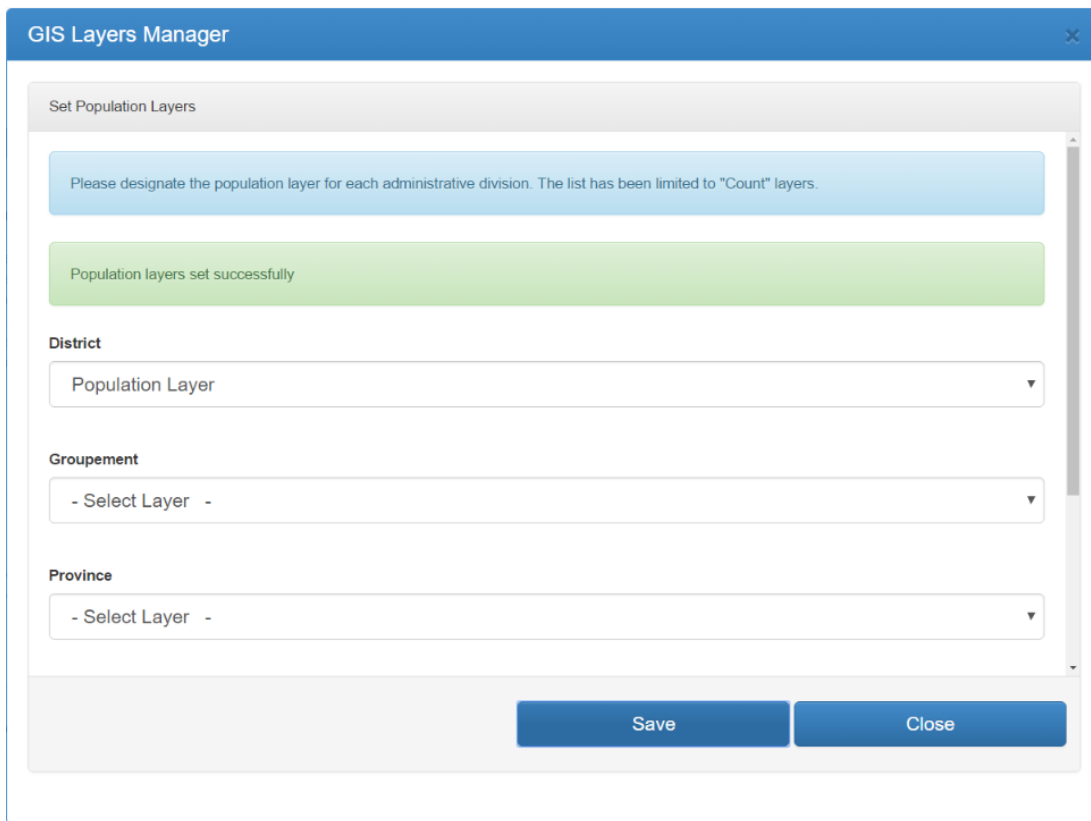 GIS Layers Manager
Set Population Layers
Please designate the population layer for each administrative division. The list has been limited to "Count" layers.
Population layers set successfully
District
Population Layer
Groupement
- Select Layer -
Province
- Select Layer -
Save Close